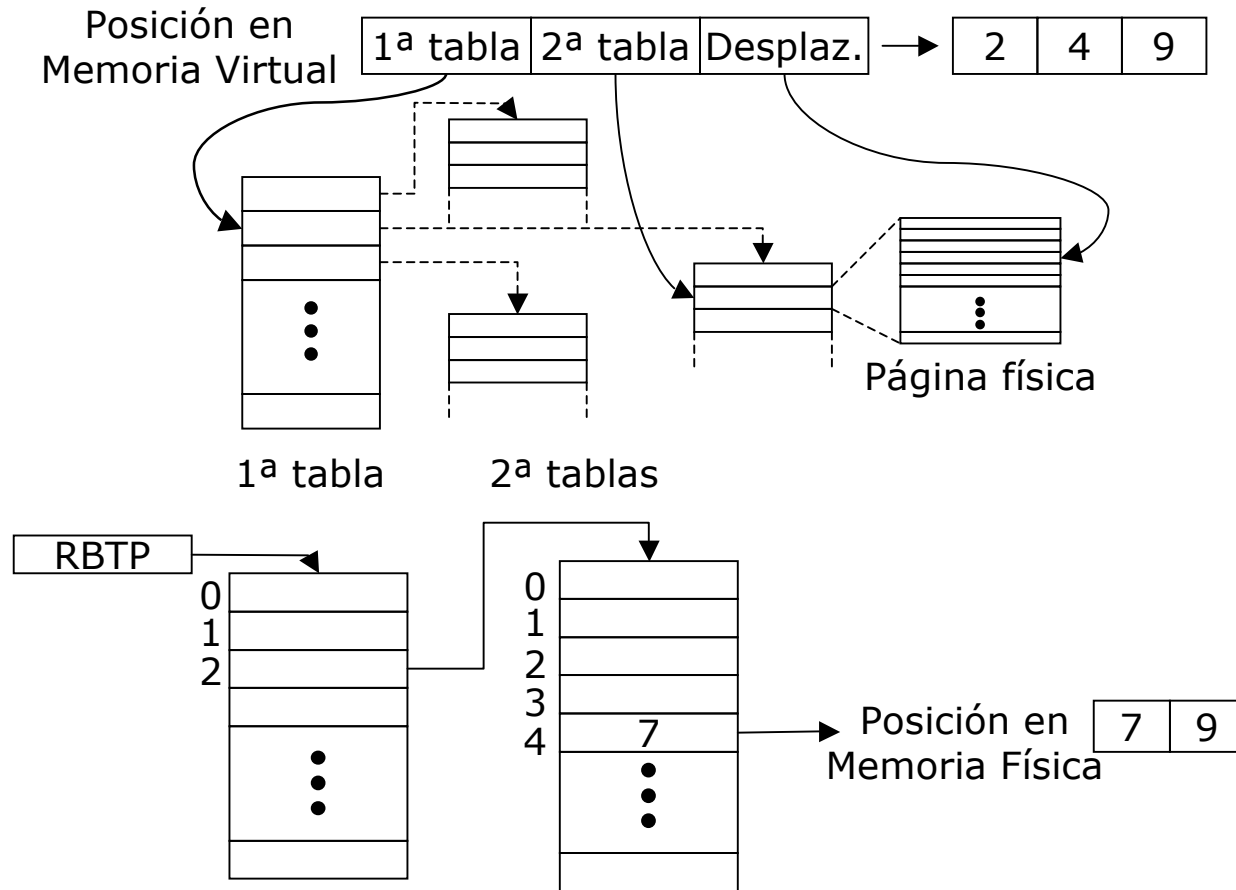 Posición en
Memoria Virtual
1ª tabla 2ª tabla Desplaz. 2 4 9
Página física
1ª tabla 2ª tablas
RBTP
0
1
2
0
1
2
3
4 7
Posición en
Memoria Física
7 9